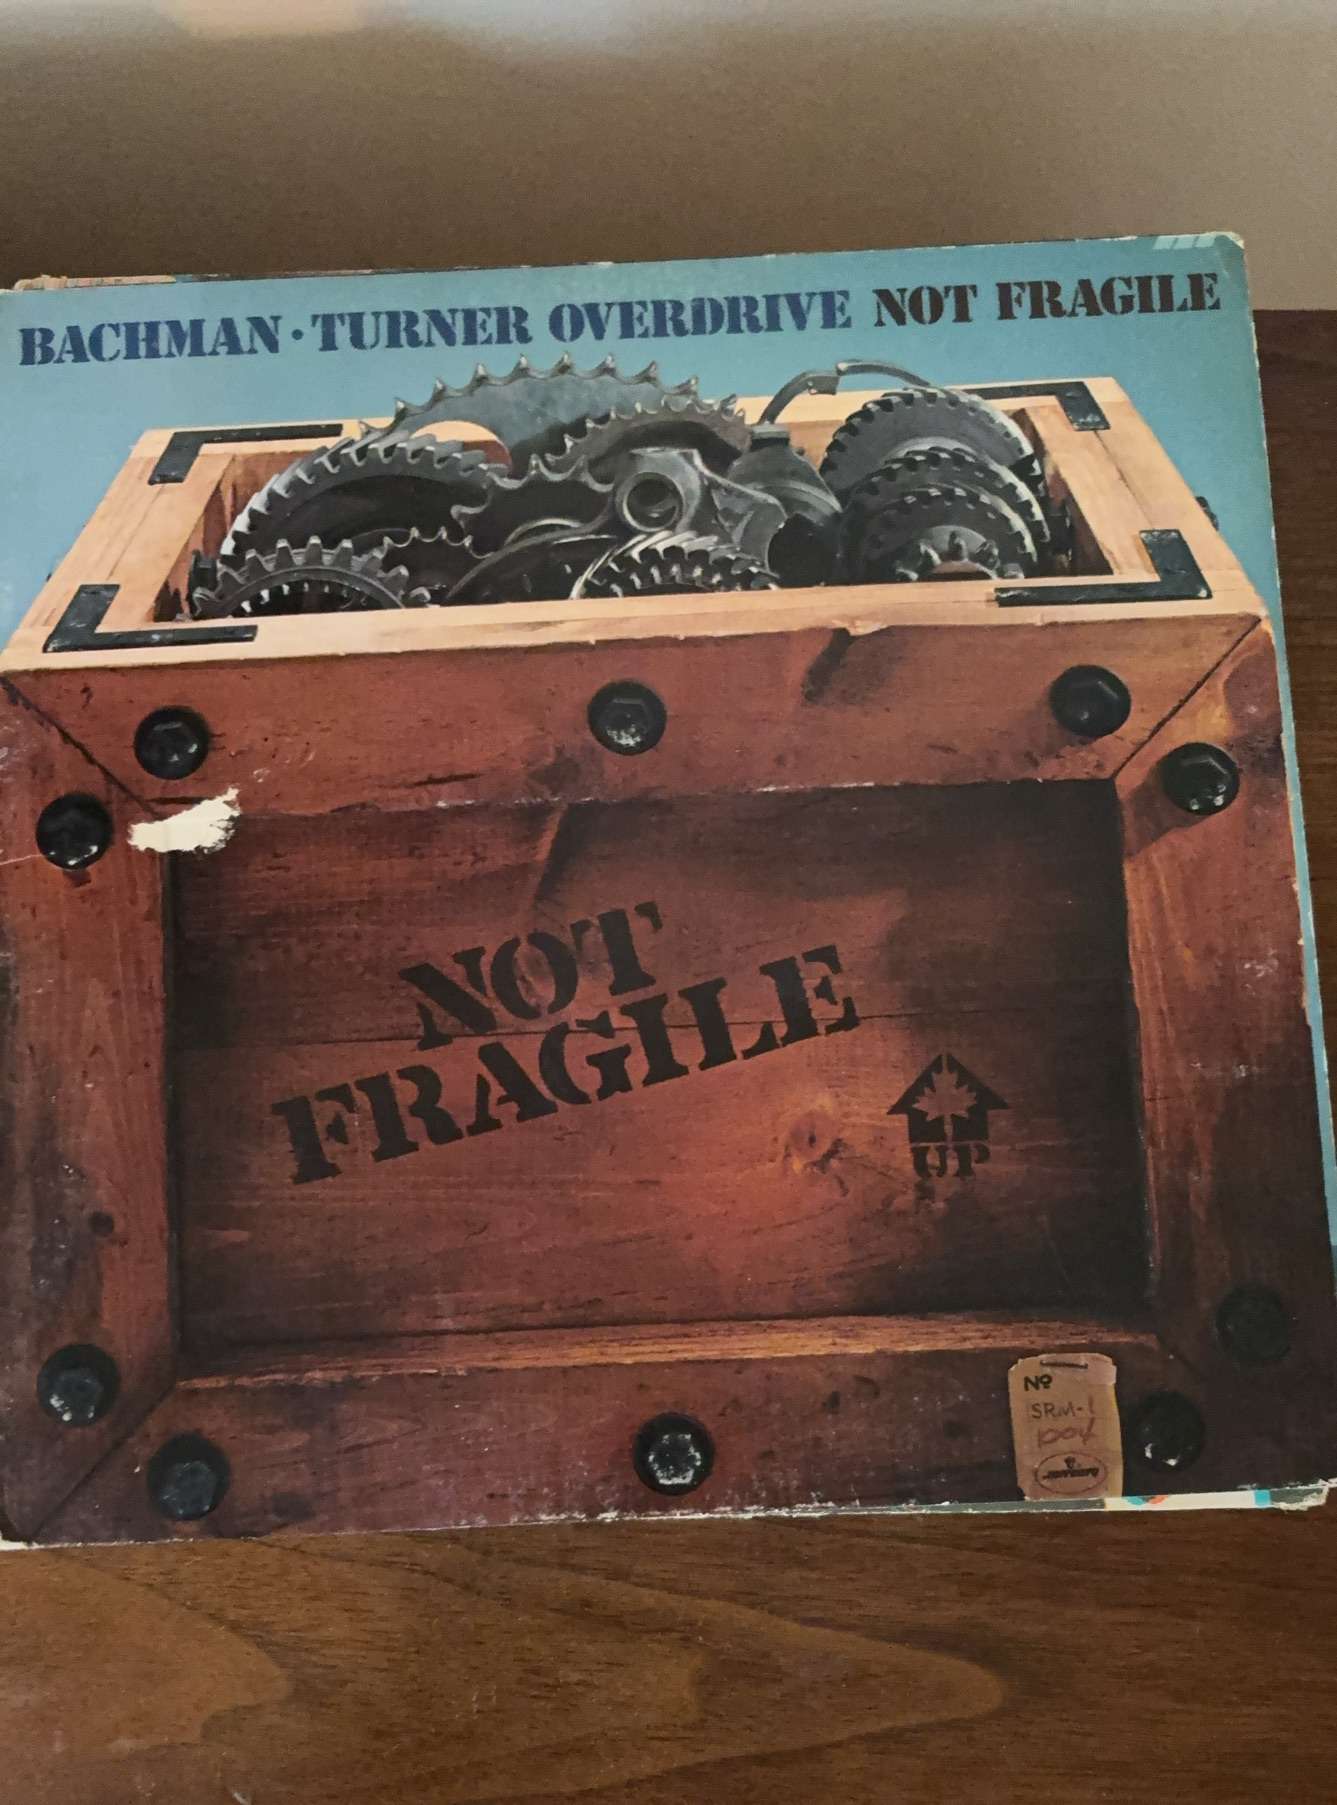 BACHMAN · TURNER OVERDRIVE NOT FRAGILE
NOT
FRAGILE
UP
Nº
SRM-1
1004